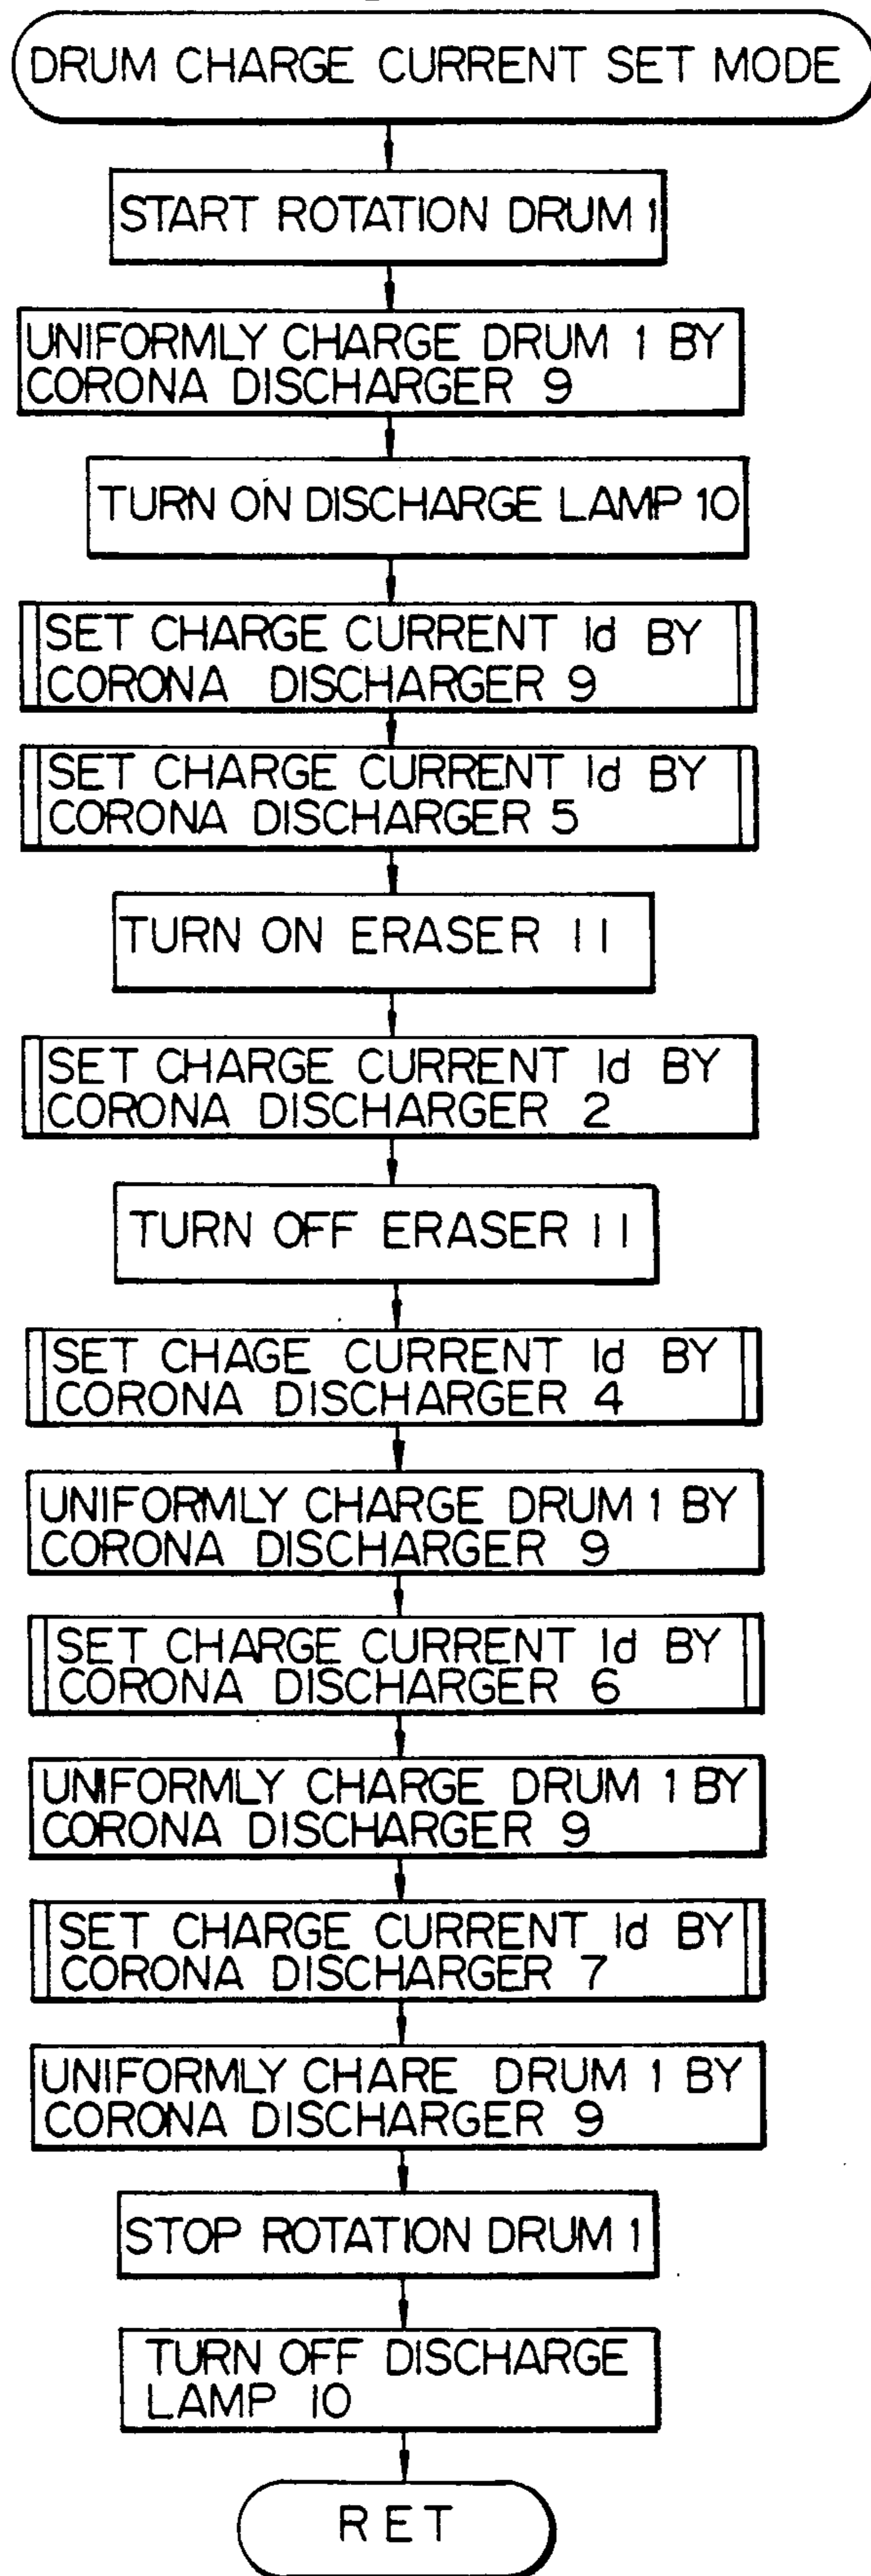 DRUM CHARGE CURRENT SET MODE
START ROTATION DRUM 1
UNIFORMLY CHARGE DRUM 1 BY
CORONA DISCHARGER 9
TURN ON DISCHARGE LAMP 10
SET CHARGE CURRENT Id BY
CORONA DISCHARGER 9
SET CHARGE CURRENT Id BY
CORONA DISCHARGER 5
TURN ON ERASER 11
SET CHARGE CURRENT Id BY
CORONA DISCHARGER 2
TURN OFF ERASER 11
SET CHAGE CURRENT Id BY
CORONA DISCHARGER 4
UNIFORMLY CHARGE DRUM 1 BY
CORONA DISCHARGER 9
SET CHARGE CURRENT Id BY
CORONA DISCHARGER 6
UNIFORMLY CHARGE DRUM 1 BY
CORONA DISCHARGER 9
SET CHARGE CURRENT Id BY
CORONA DISCHARGER 7
UNIFORMLY CHARE DRUM 1 BY
CORONA DISCHARGER 9
STOP ROTATION DRUM 1
TURN OFF DISCHARGE
LAMP 10
RET